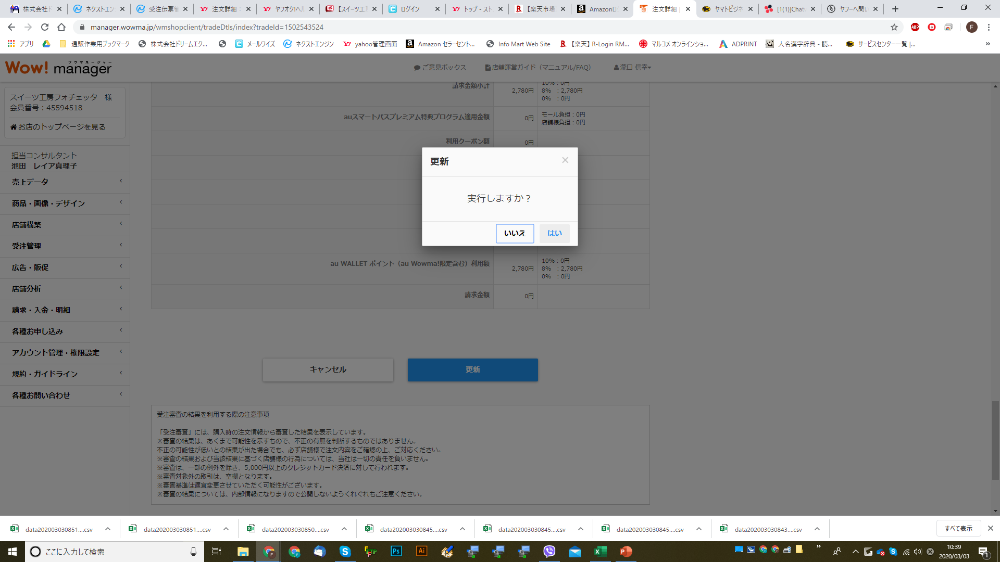 株式会社ド
ネクストエン
受注伝票管
注文詳細 :
ヤフオク!ヘル
【スイーツ工房
ログイン
トップ - スト
【楽天市場
Amazonロ
注文詳細 |
ヤマトビジネ
[1(1)]Chat
ヤフーへ問い
manager.wowma.jp/wmshopclient/tradeDtls/index?tradeId=1502543524
アプリ
通販作業用ブックマーク
株式会社ドリームエク...
メールワイズ
ネクストエンジン
yahoo管理画面
Amazon セラーセント...
Info Mart Web Site
【楽天】R-Login RM...
マルコメ オンラインショ...
ADPRINT
人名漢字辞典 - 読...
サービスセンター一覧 |...
»
Wow! manager
ワウマネージャー
ご意見ボックス
店舗運営ガイド（マニュアル/FAQ）
瀧口 信幸
スイーツ工房フォチェッタ　様
会員番号：45594518
お店のトップページを見る
担当コンサルタント
池田　レイア真理子
売上データ
商品・画像・デザイン
店舗構築
受注管理
広告・販促
店舗分析
請求・入金・明細
各種お申し込み
アカウント管理・権限設定
規約・ガイドライン
各種お問い合わせ
請求金額小計
2,780円
10%：0円
8%　：2,780円
0%　：0円
auスマートパスプレミアム特典プログラム適用金額
0円
モール負担：0円
店舗様負担：0円
利用クーポン額
0円
更新
×
実行しますか？
いいえ
はい
au WALLET ポイント（au Wowma!限定含む）利用額
2,780円
10%：0円
8%　：2,780円
0%　：0円
請求金額
0円
キャンセル
更新
受注審査の結果を利用する際の注意事項
「受注審査」には、購入時の注文情報から審査した結果を表示しています。
※審査の結果は、あくまで可能性を示すもので、不正の有無を判断するものではありません。
不正の可能性が低いとの結果が出た場合でも、必ず店舗様で注文内容をご確認の上、ご対応ください。
※審査の結果および当該結果に基づく店舗様の行為については、当社は一切の責任を負いません。
※審査は、一部の例外を除き、5,000円以上のクレジットカード決済に対して行われます。
※審査対象外の取引は、空欄となります。
※審査基準は適宜変更させていただく可能性がございます。
※審査の結果については、内部情報になりますので公開しないようくれぐれもご注意ください。
data202003030851....csv
data202003030851....csv
data202003030850....csv
data202003030845....csv
data202003030845....csv
data202003030845....csv
data202003030843....csv
すべて表示
ここに入力して検索
10:39
2020/03/03